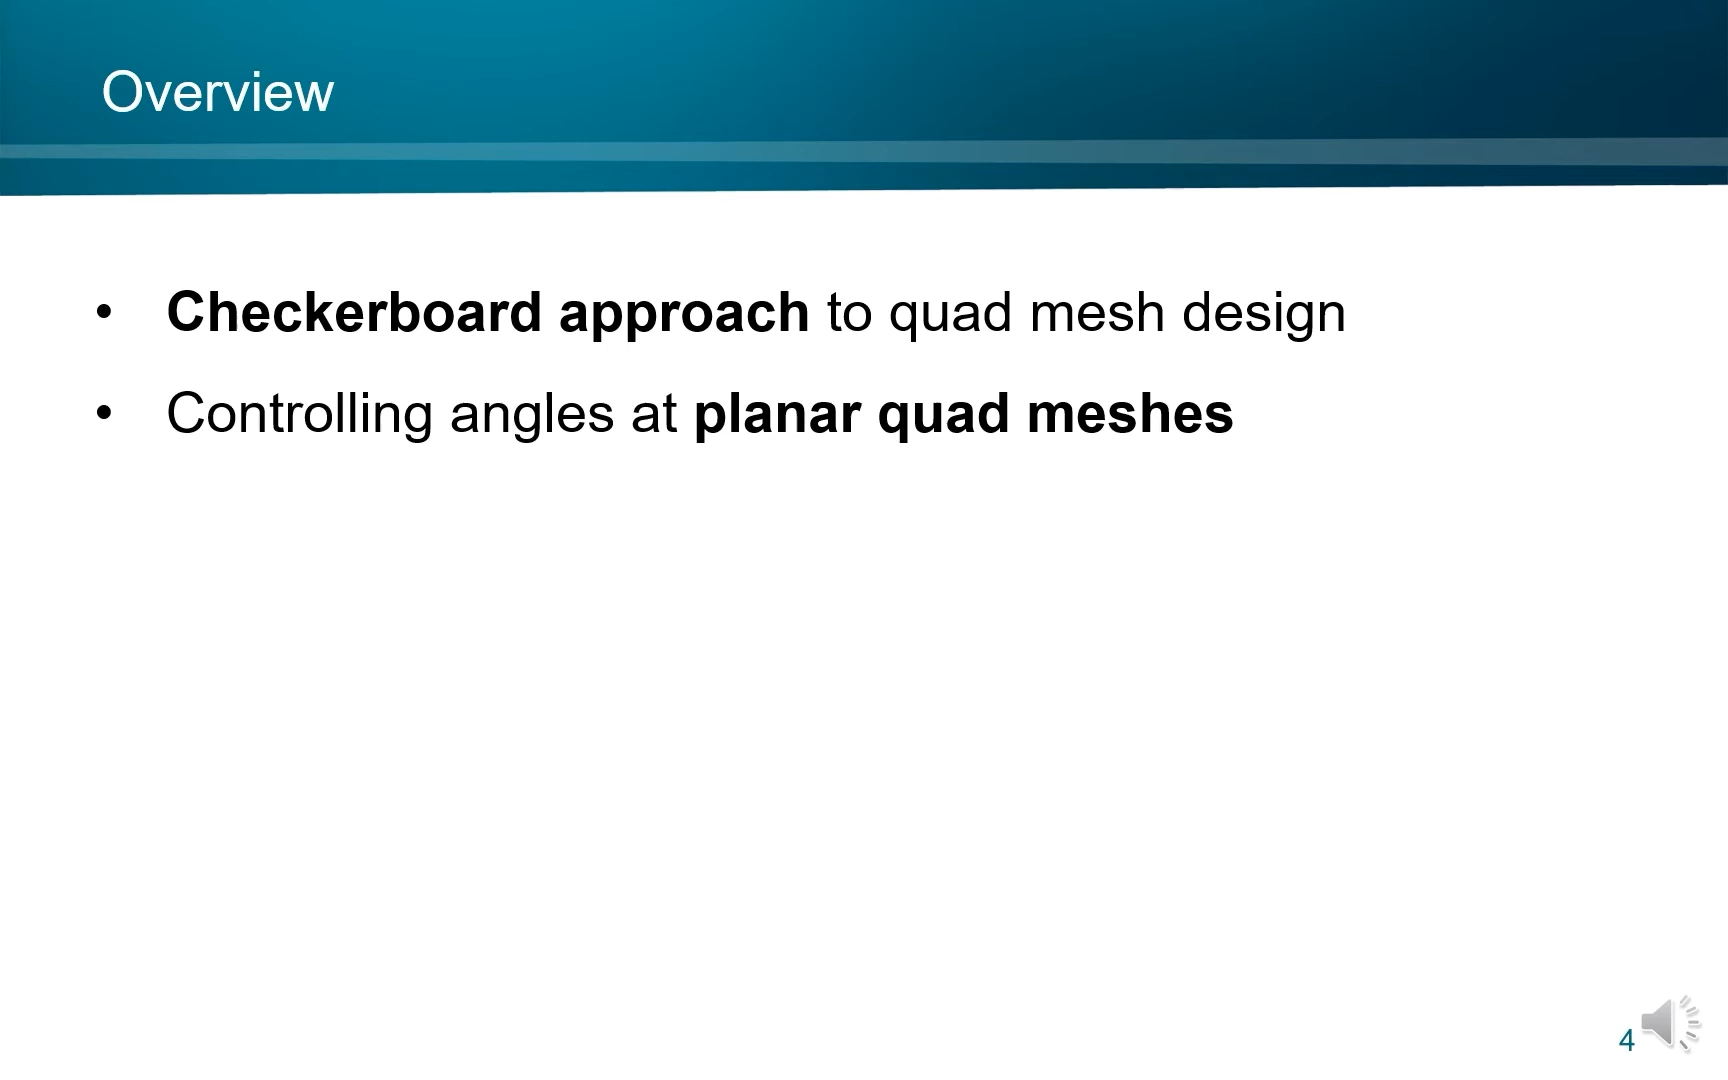 Overview
• Checkerboard approach to quad mesh design
• Controlling angles at planar quad meshes
4